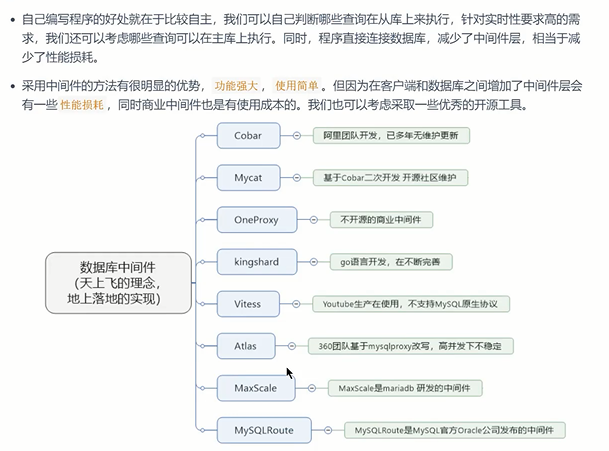 自己编写程序的好处就在于比较自主，我们可以自己判断哪些查询在从库上来执行，针对实时性要求高的需
求，我们还可以考虑哪些查询可以在主库上执行。同时，程序直接连接数据库，减少了中间件层，相当于减
少了性能损耗。
采用中间件的方法有很明显的优势，功能强大，使用简单。但因为在客户端和数据库之间增加了中间件层会
有一些性能损耗，同时商业中间件也是有使用成本的。我们也可以考虑采取一些优秀的开源工具。
数据库中间件
（天上飞的理念，
地上落地的实现）
Cobar
阿里团队开发，已多年无维护更新
Mycat
基于Cobar二次开发 开源社区维护
OneProxy
不开源的商业中间件
kingshard
go语言开发，在不断完善
Vitess
Youtube生产在使用，不支持MySQL原生协议
Atlas
360团队基于mysqlproxy改写，高并发下不稳定
MaxScale
MaxScale是mariadb 研发的中间件
MySQLRoute
MySQLRoute是MySQL官方Oracle公司发布的中间件